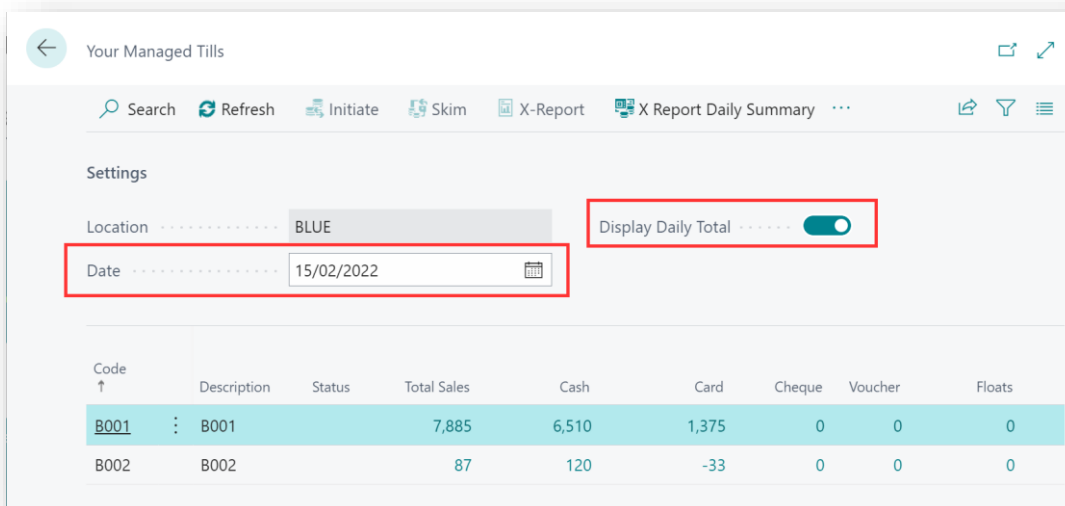 Your Managed Tills
Search Refresh Initiate Skim X-Report X Report Daily Summary ...
Settings
Location BLUE Display Daily Total
Date 15/02/2022
Code ↑ Description Status Total Sales Cash Card Cheque Voucher Floats
B001 B001 7,885 6,510 1,375 0 0 0
B002 B002 87 120 -33 0 0 0